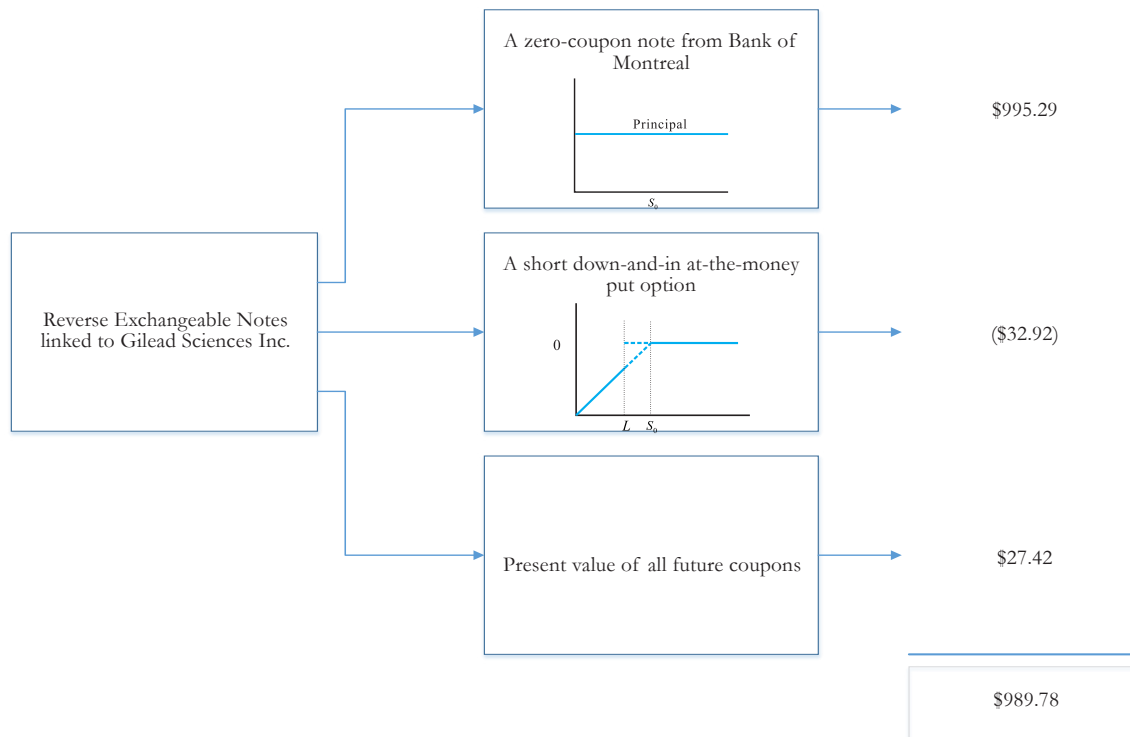 A zero-coupon note from Bank of
Montreal
Principal
S₀
$995.29
Reverse Exchangeable Notes
linked to Gilead Sciences Inc.
A short down-and-in at-the-money
put option
0
L S₀
($32.92)
Present value of all future coupons
$27.42
$989.78